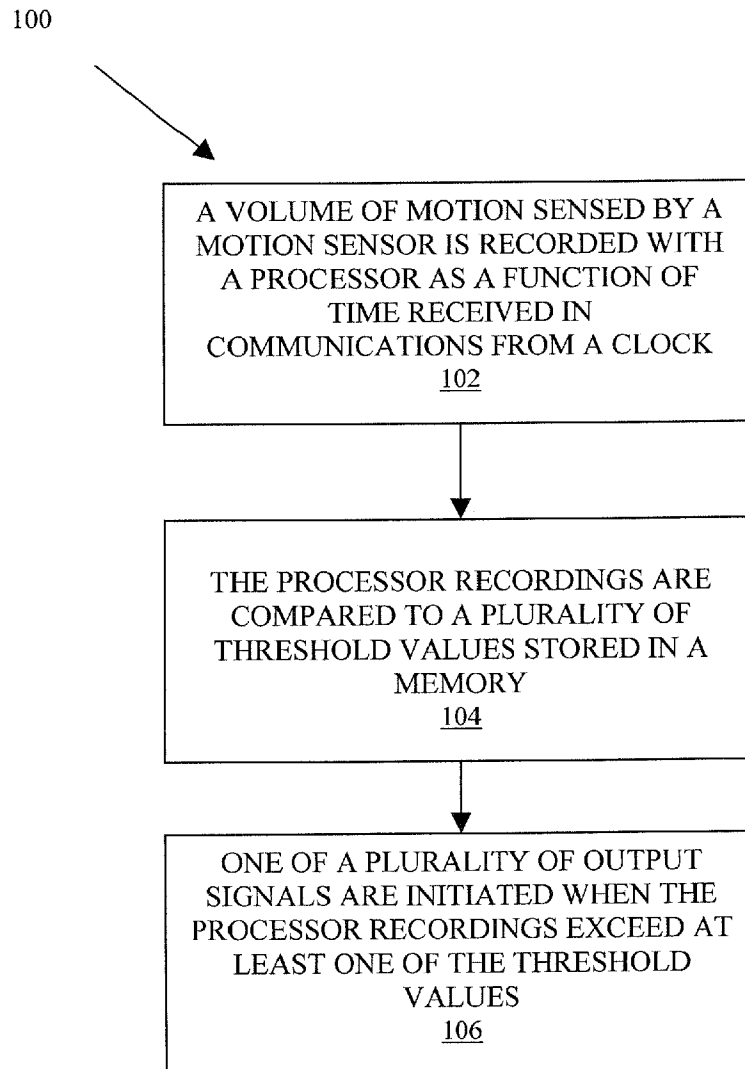 100
A VOLUME OF MOTION SENSED BY A
MOTION SENSOR IS RECORDED WITH
A PROCESSOR AS A FUNCTION OF
TIME RECEIVED IN
COMMUNICATIONS FROM A CLOCK
102
THE PROCESSOR RECORDINGS ARE
COMPARED TO A PLURALITY OF
THRESHOLD VALUES STORED IN A
MEMORY
104
ONE OF A PLURALITY OF OUTPUT
SIGNALS ARE INITIATED WHEN THE
PROCESSOR RECORDINGS EXCEED AT
LEAST ONE OF THE THRESHOLD
VALUES
106